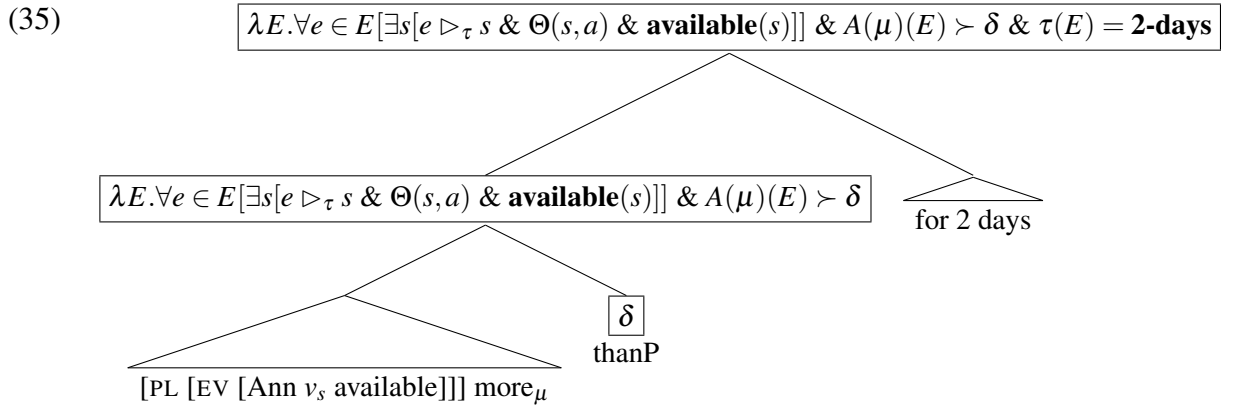 (35)
λE.∀e ∈ E[∃s[e ▷τ s & Θ(s,a) & available(s)]] & A(μ)(E) ≻ δ & τ(E) = 2-days
λE.∀e ∈ E[∃s[e ▷τ s & Θ(s,a) & available(s)]] & A(μ)(E) ≻ δ
for 2 days
δ
thanP
[PL [EV [Ann vs available]]] moreμ